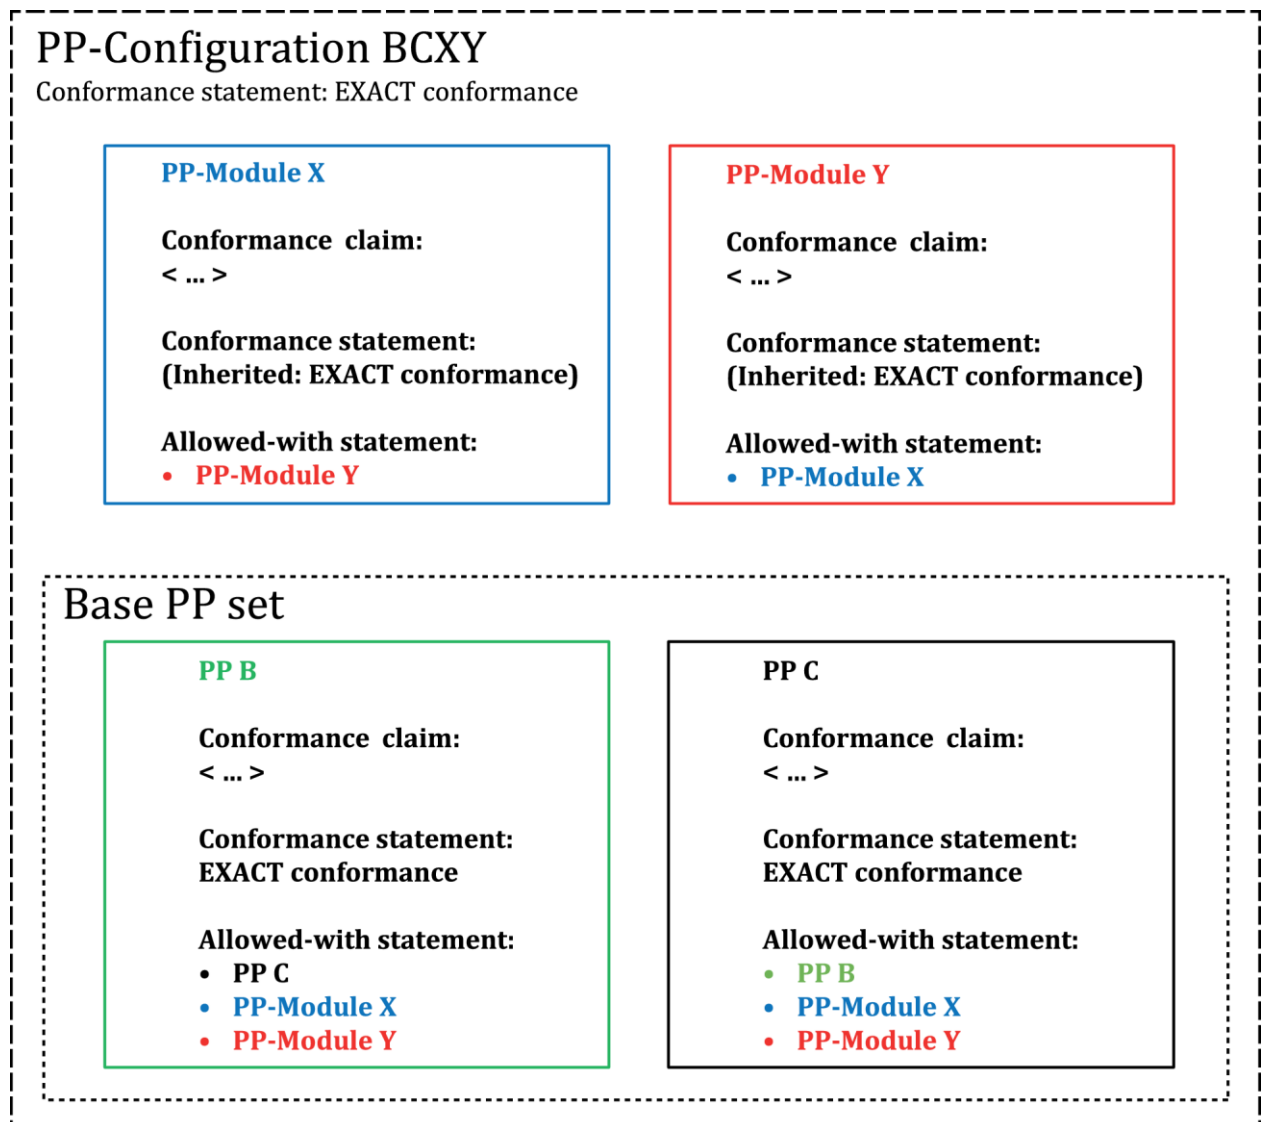 PP-Configuration BCXY
Conformance statement: EXACT conformance
PP-Module X
Conformance claim:
< ... >
Conformance statement:
(Inherited: EXACT conformance)
Allowed-with statement:
• PP-Module Y
PP-Module Y
Conformance claim:
< ... >
Conformance statement:
(Inherited: EXACT conformance)
Allowed-with statement:
• PP-Module X
Base PP set
PP B
Conformance claim:
< ... >
Conformance statement:
EXACT conformance
Allowed-with statement:
• PP C
• PP-Module X
• PP-Module Y
PP C
Conformance claim:
< ... >
Conformance statement:
EXACT conformance
Allowed-with statement:
• PP B
• PP-Module X
• PP-Module Y